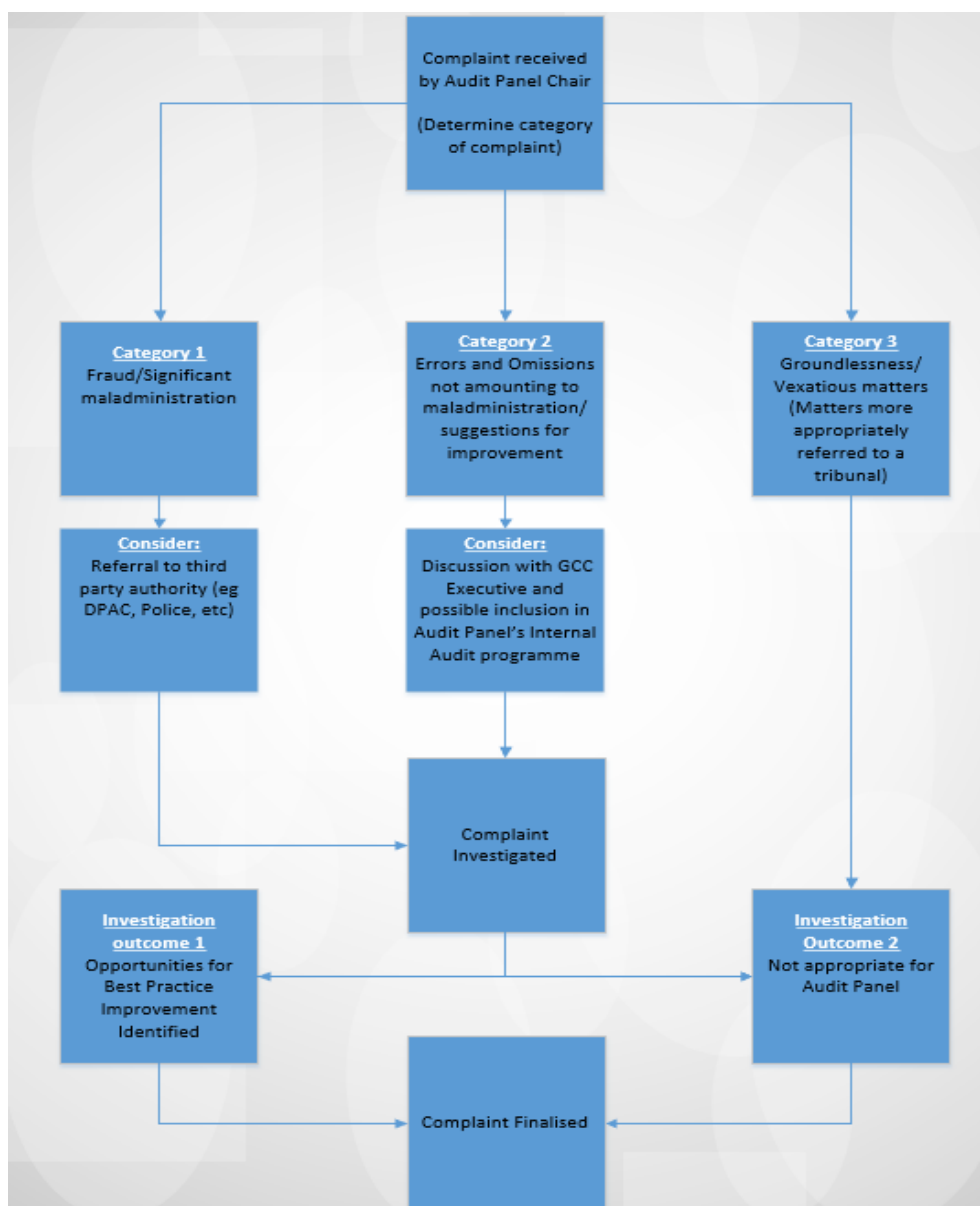 Complaint received
by Audit Panel Chair
(Determine category
of complaint)
Category 1
Fraud/Significant
maladministration
Category 2
Errors and Omissions
not amounting to
maladministration/
suggestions for
improvement
Category 3
Groundlessness/
Vexatious matters
(Matters more
appropriately
referred to a
tribunal)
Consider:
Referral to third
party authority (eg
DPAC, Police, etc)
Consider:
Discussion with GCC
Executive and
possible inclusion in
Audit Panel's Internal
Audit programme
Complaint
Investigated
Investigation
outcome 1
Opportunities for
Best Practice
Improvement
Identified
Investigation
Outcome 2
Not appropriate for
Audit Panel
Complaint Finalised